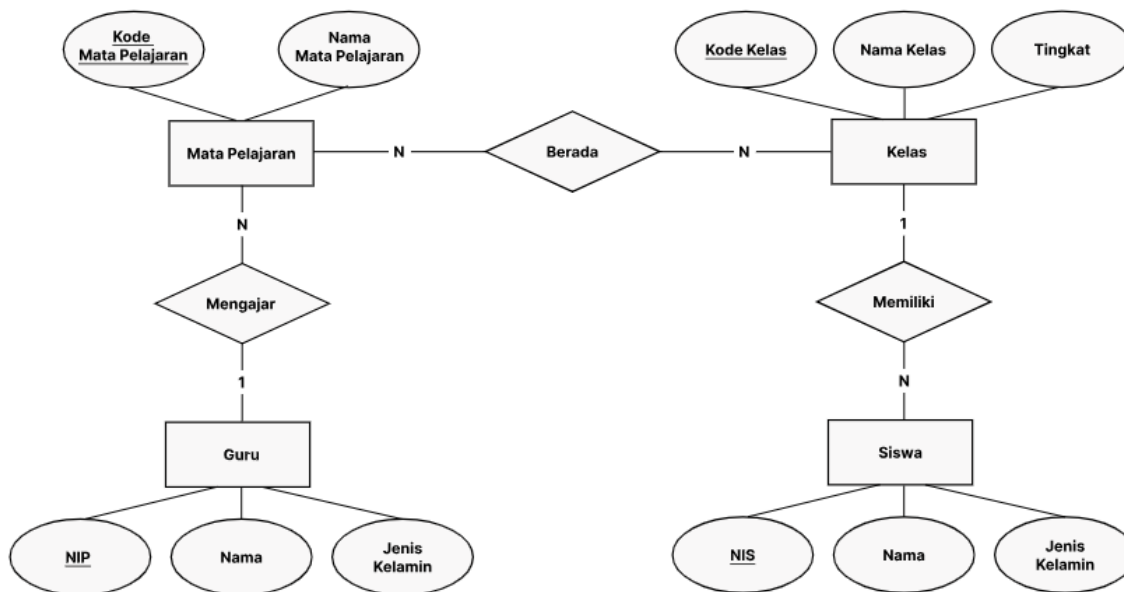 Kode
Mata Pelajaran
Nama
Mata Pelajaran
Kode Kelas
Nama Kelas
Tingkat
Mata Pelajaran
N
Berada
N
Kelas
N
1
Mengajar
Memiliki
1
N
Guru
Siswa
NIP
Nama
Jenis
Kelamin
NIS
Nama
Jenis
Kelamin